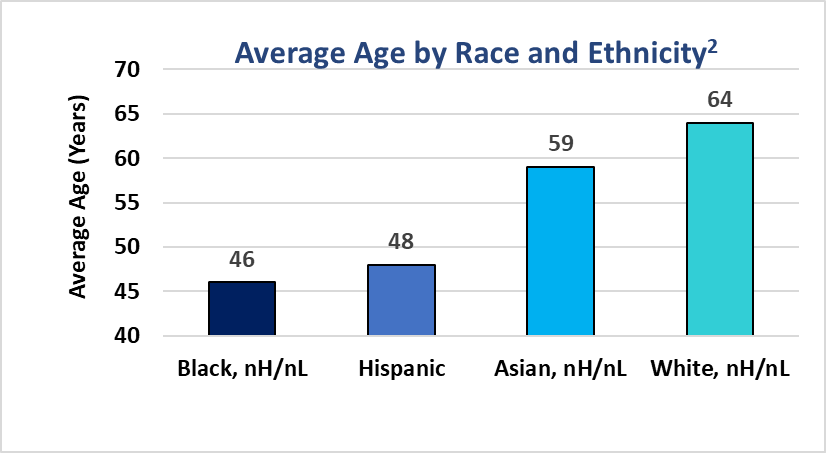 Average Age by Race and Ethnicity²
Average Age (Years)
70
65
60
55
50
45
40
46
48
59
64
Black, nH/nL
Hispanic
Asian, nH/nL
White, nH/nL